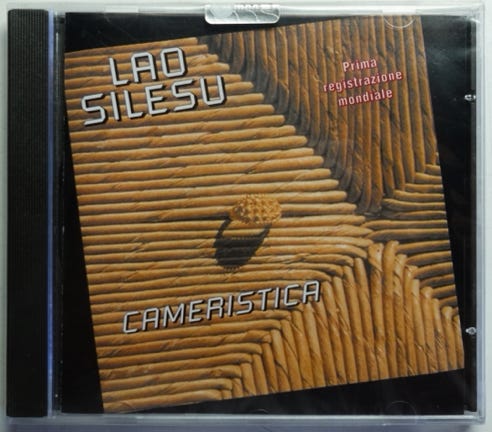 LAO
SILESU
Prima
registrazione
mondiale
CAMERISTICA